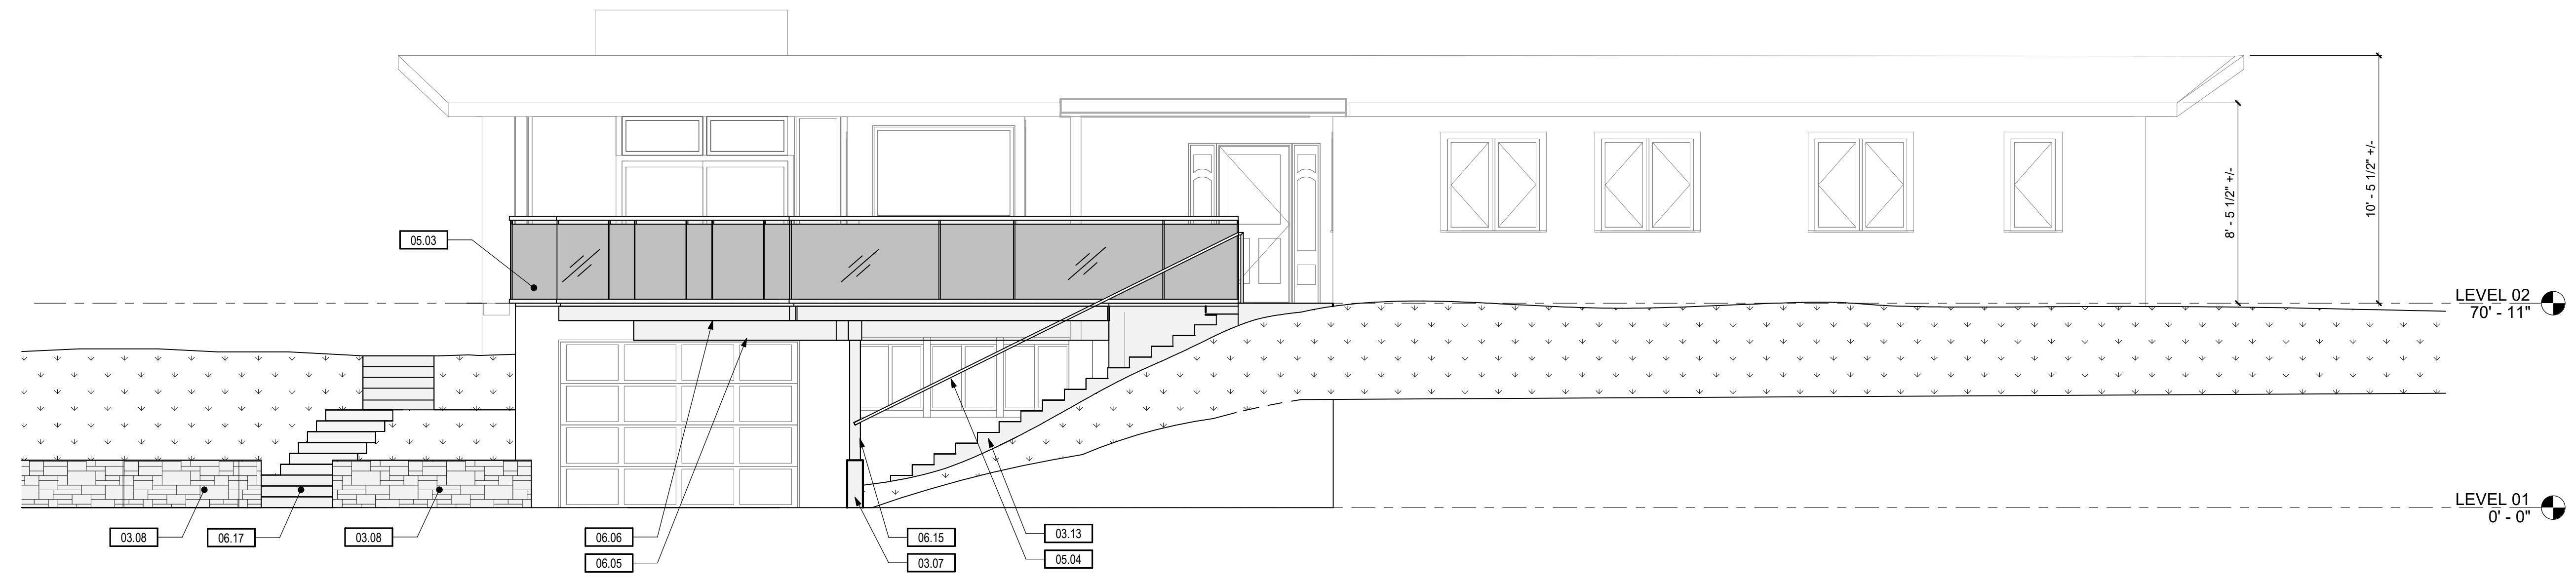 10' - 5 1/2" +/-
8' - 5 1/2" +/-
05.03
LEVEL 02
70' - 11"
LEVEL 01
0' - 0"
03.08
06.17
03.08
06.06
06.15
03.13
06.05
03.07
05.04